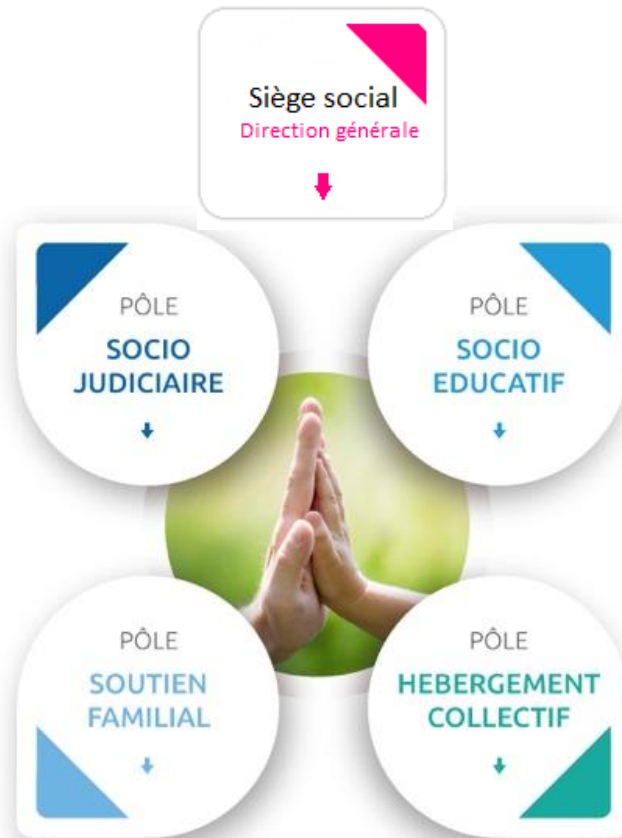 Siège social
Direction générale
PÔLE
SOCIO
JUDICIAIRE
PÔLE
SOCIO
EDUCATIF
PÔLE
SOUTIEN
FAMILIAL
PÔLE
HEBERGEMENT
COLLECTIF